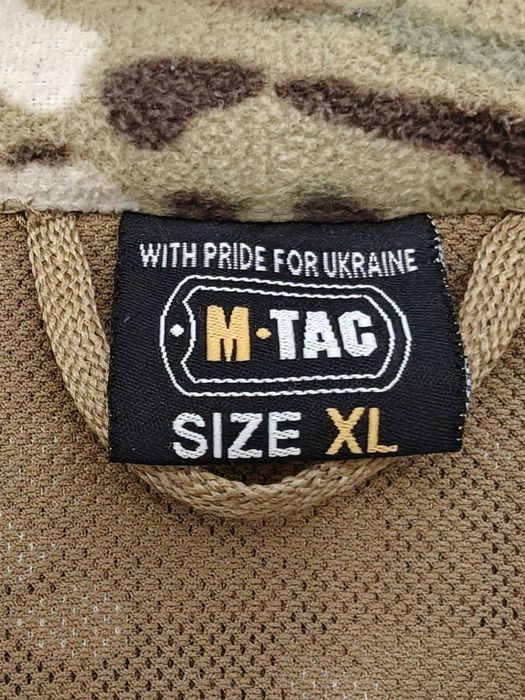 WITH PRIDE FOR UKRAINE
M·TAC
SIZE XL